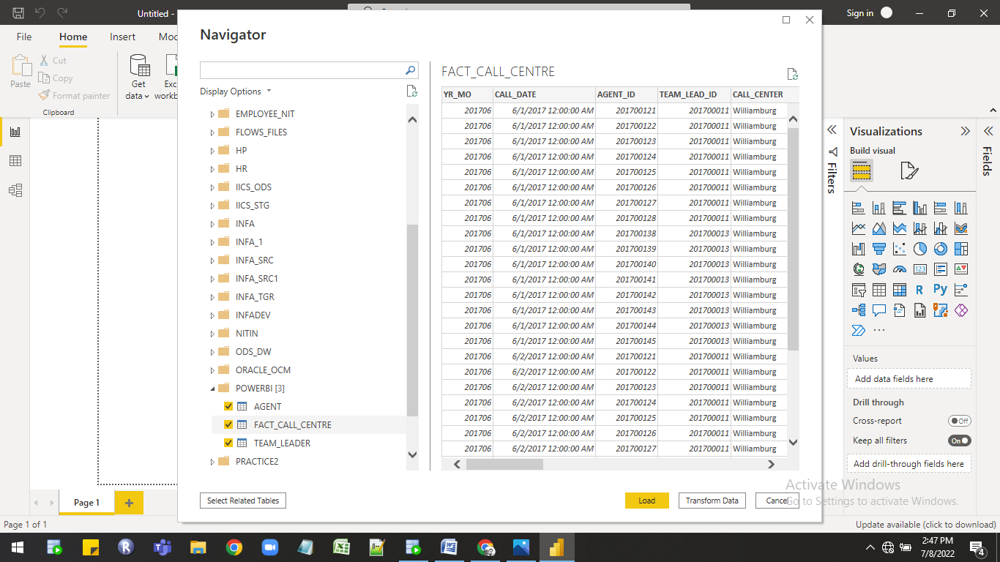 Untitled -
Sign in
File Home Insert Mod
Paste
Cut
Copy
Format painter
Clipboard
Get data
Exc
workb
Navigator
Display Options
EMPLOYEE_NIT
FLOWS_FILES
HP
HR
IICS_ODS
IICS_STG
INFA
INFA_1
INFA_SRC
INFA_SRC1
INFA_TGR
INFADEV
NITIN
ODS_DW
ORACLE_OCM
POWERBI [3]
AGENT
FACT_CALL_CENTRE
TEAM_LEADER
PRACTICE2
FACT_CALL_CENTRE
YR_MO CALL_DATE AGENT_ID TEAM_LEAD_ID CALL_CENTER
201706 6/1/2017 12:00:00 AM 201700121 201700011 Williamburg
201706 6/1/2017 12:00:00 AM 201700122 201700011 Williamburg
201706 6/1/2017 12:00:00 AM 201700123 201700011 Williamburg
201706 6/1/2017 12:00:00 AM 201700124 201700011 Williamburg
201706 6/1/2017 12:00:00 AM 201700125 201700011 Williamburg
201706 6/1/2017 12:00:00 AM 201700126 201700011 Williamburg
201706 6/1/2017 12:00:00 AM 201700127 201700011 Williamburg
201706 6/1/2017 12:00:00 AM 201700128 201700011 Williamburg
201706 6/1/2017 12:00:00 AM 201700138 201700013 Williamburg
201706 6/1/2017 12:00:00 AM 201700139 201700013 Williamburg
201706 6/1/2017 12:00:00 AM 201700140 201700013 Williamburg
201706 6/1/2017 12:00:00 AM 201700141 201700013 Williamburg
201706 6/1/2017 12:00:00 AM 201700142 201700013 Williamburg
201706 6/1/2017 12:00:00 AM 201700143 201700013 Williamburg
201706 6/1/2017 12:00:00 AM 201700144 201700013 Williamburg
201706 6/1/2017 12:00:00 AM 201700145 201700013 Williamburg
201706 6/2/2017 12:00:00 AM 201700121 201700011 Williamburg
201706 6/2/2017 12:00:00 AM 201700122 201700011 Williamburg
201706 6/2/2017 12:00:00 AM 201700123 201700011 Williamburg
201706 6/2/2017 12:00:00 AM 201700124 201700011 Williamburg
201706 6/2/2017 12:00:00 AM 201700125 201700011 Williamburg
201706 6/2/2017 12:00:00 AM 201700126 201700011 Williamburg
201706 6/2/2017 12:00:00 AM 201700127 201700011 Williamburg
Select Related Tables
Load
Transform Data
Cancel
Filters
Visualizations
Build visual
123
R
Py
Values
Add data fields here
Drill through
Cross-report
Off
Keep all filters
On
Add drill-through fields here
Fields
Activate Windows
Go to Settings to activate Windows.
Page 1
Page 1 of 1
Update available (click to download)
2:47 PM
7/8/2022
4